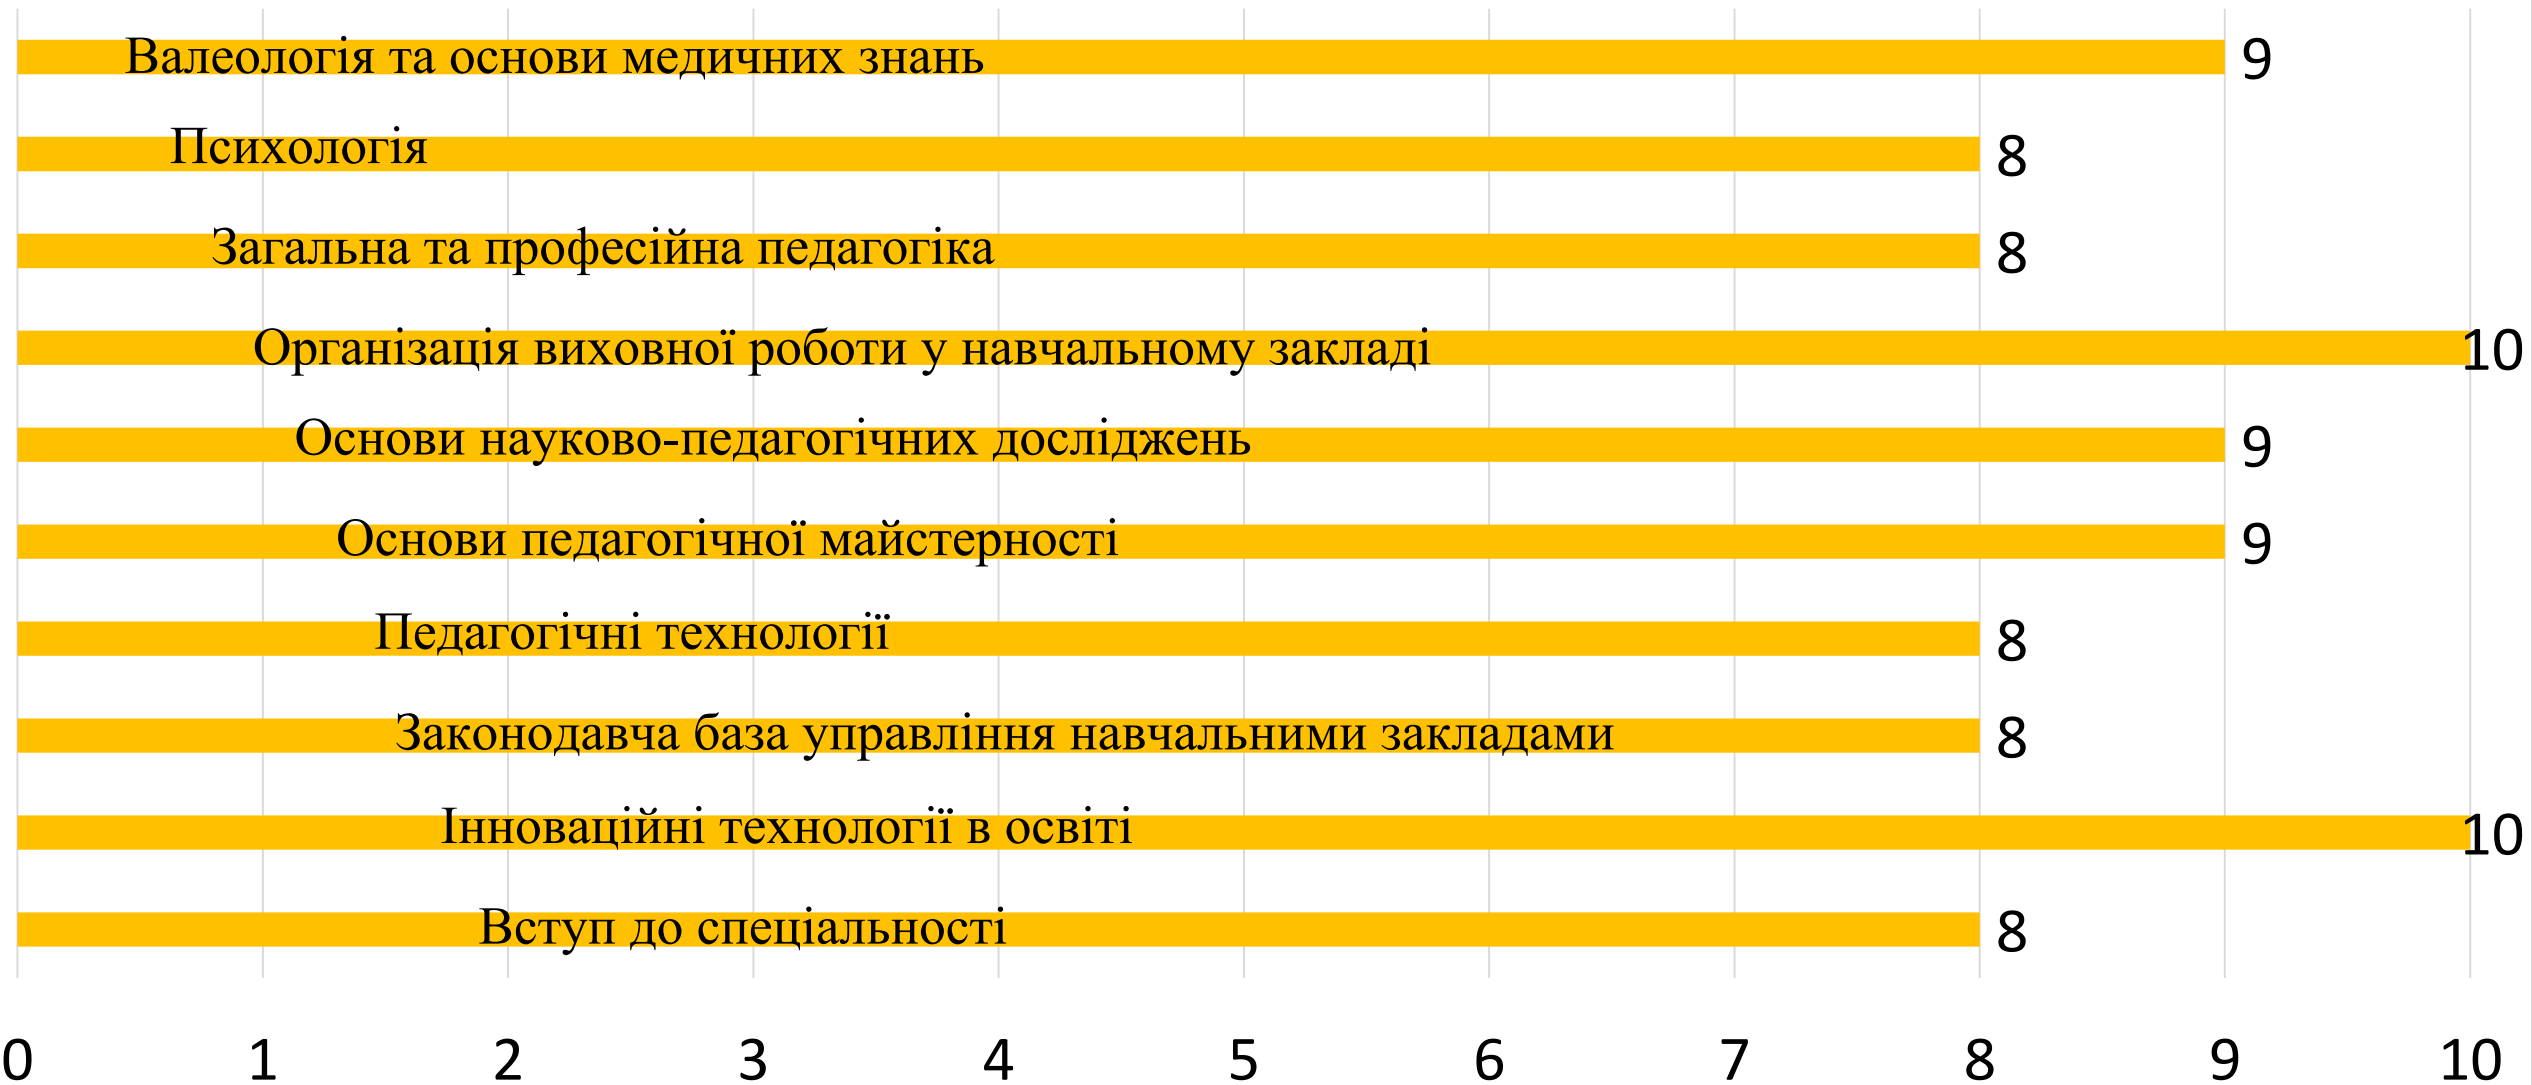 Валеологія та основи медичних знань 9
Психологія 8
Загальна та професійна педагогіка 8
Організація виховної роботи у навчальному закладі 10
Основи науково-педагогічних досліджень 9
Основи педагогічної майстерності 9
Педагогічні технології 8
Законодавча база управління навчальними закладами 8
Інноваційні технології в освіті 10
Вступ до спеціальності 8
0 1 2 3 4 5 6 7 8 9 10